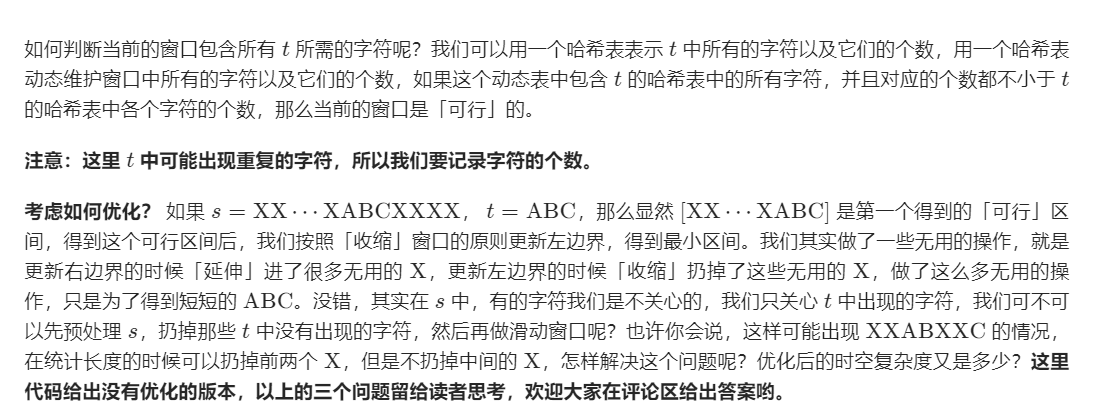 如何判断当前的窗口包含所有 t 所需的字符呢？我们可以用一个哈希表表示 t 中所有的字符以及它们的个数，用一个哈希表
动态维护窗口中所有的字符以及它们的个数，如果这个动态表中包含 t 的哈希表中的所有字符，并且对应的个数都不小于 t
的哈希表中各个字符的个数，那么当前的窗口是「可行」的。
注意：这里 t 中可能出现重复的字符，所以我们要记录字符的个数。
考虑如何优化？ 如果 s = XX⋯XABCXXXX， t = ABC，那么显然 [XX⋯XABC] 是第一个得到的「可行」区
间，得到这个可行区间后，我们按照「收缩」窗口的原则更新左边界，得到最小区间。我们其实做了一些无用的操作，就是
更新右边界的时候「延伸」进了很多无用的 X，更新左边界的时候「收缩」扔掉了这些无用的 X，做了这么多无用的操
作，只是为了得到短短的 ABC。没错，其实在 s 中，有的字符我们是不关心的，我们只关心 t 中出现的字符，我们可不可
以先预处理 s，扔掉那些 t 中没有出现的字符，然后再做滑动窗口呢？也许你会说，这样可能出现 XXABXXC 的情况，
在统计长度的时候可以扔掉前两个 X，但是不扔掉中间的 X，怎样解决这个问题呢？优化后的时空复杂度又是多少？这里
代码给出没有优化的版本，以上的三个问题留给读者思考，欢迎大家在评论区给出答案哟。